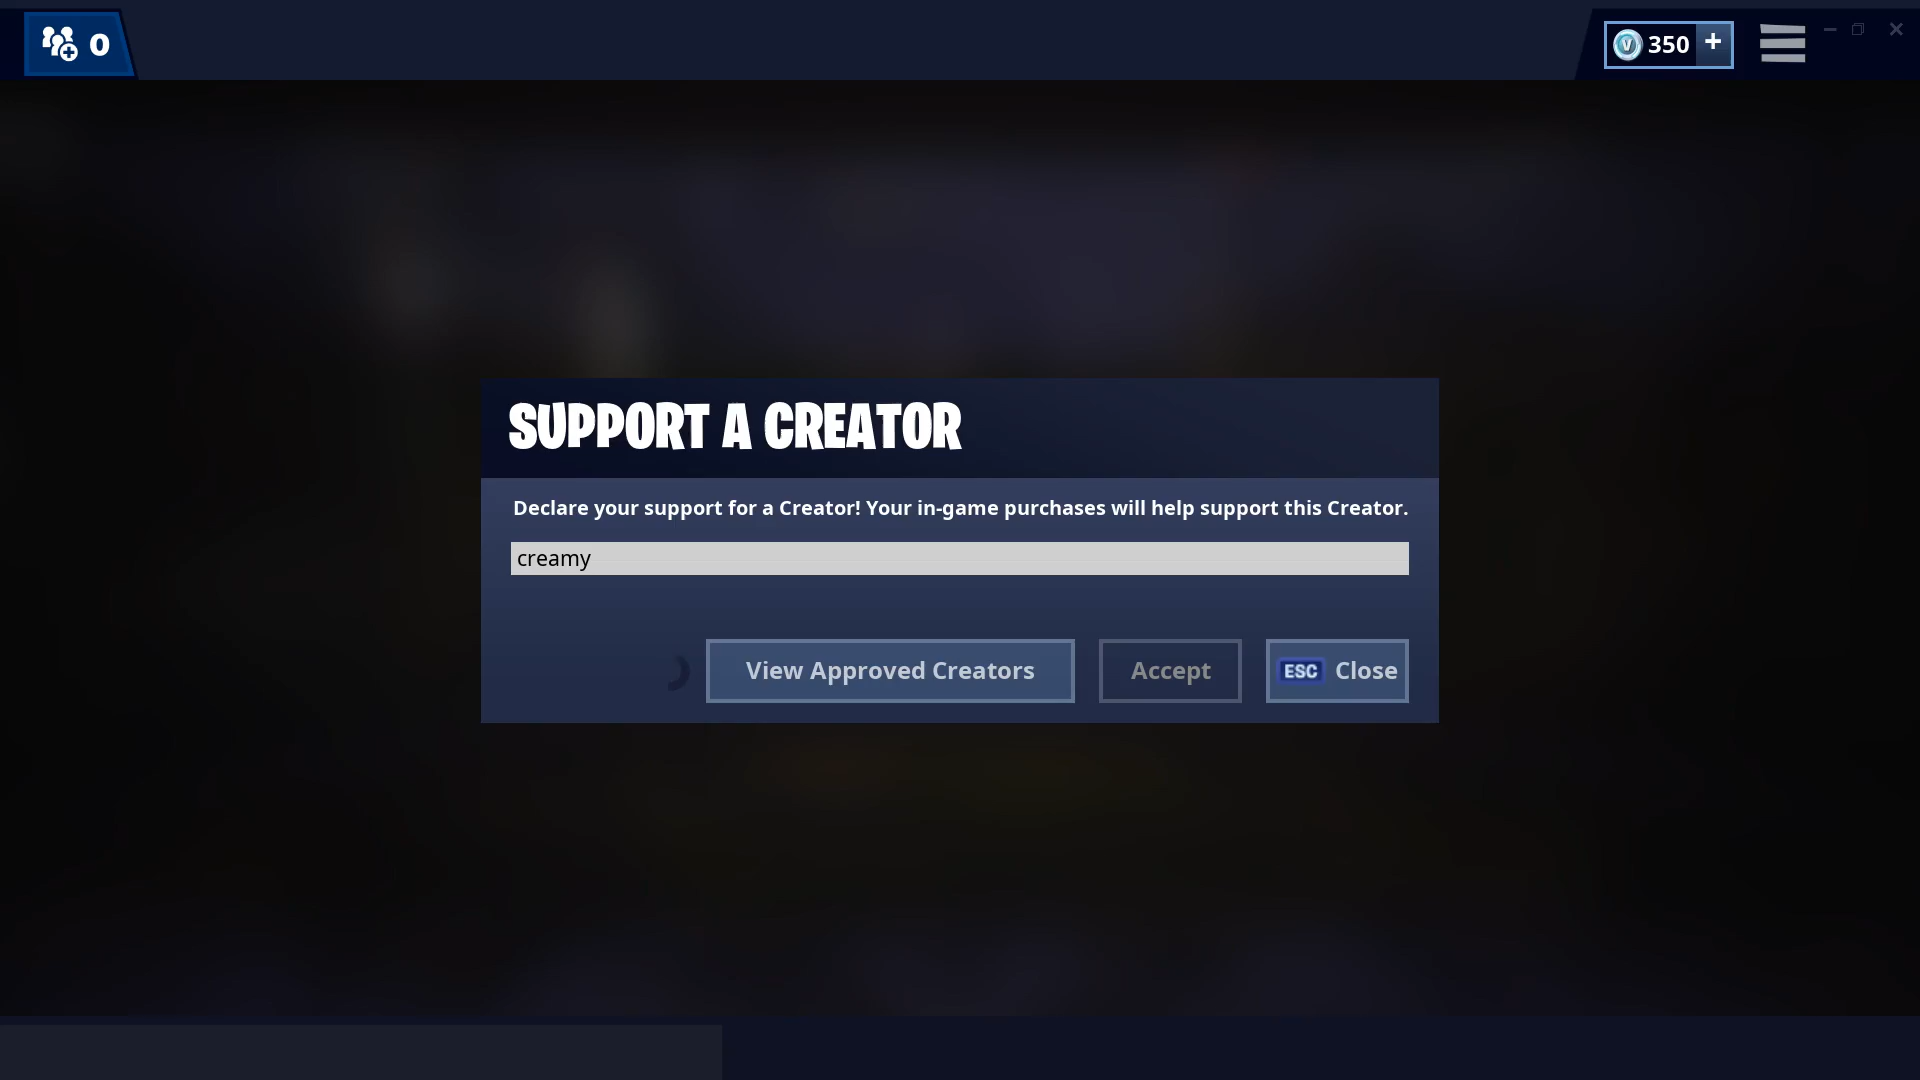 0
350 +
SUPPORT A CREATOR
Declare your support for a Creator! Your in-game purchases will help support this Creator.
creamy
View Approved Creators
Accept
ESC Close